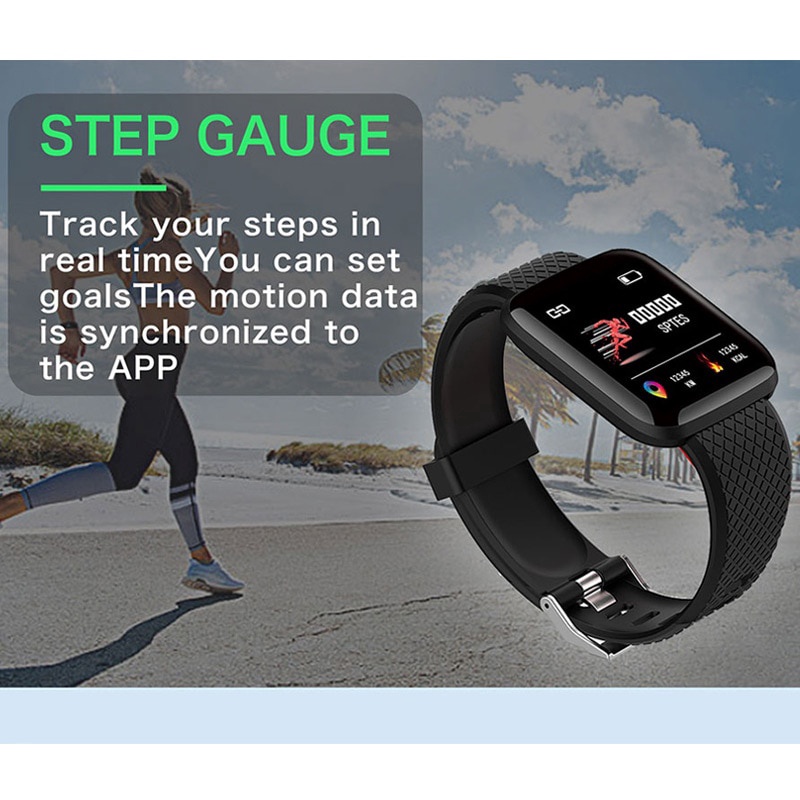 STEP GAUGE
Track your steps in
real timeYou can set
goalsThe motion data
is synchronized to
the APP
00000
SPTES
12345
KM
12345
KCAL